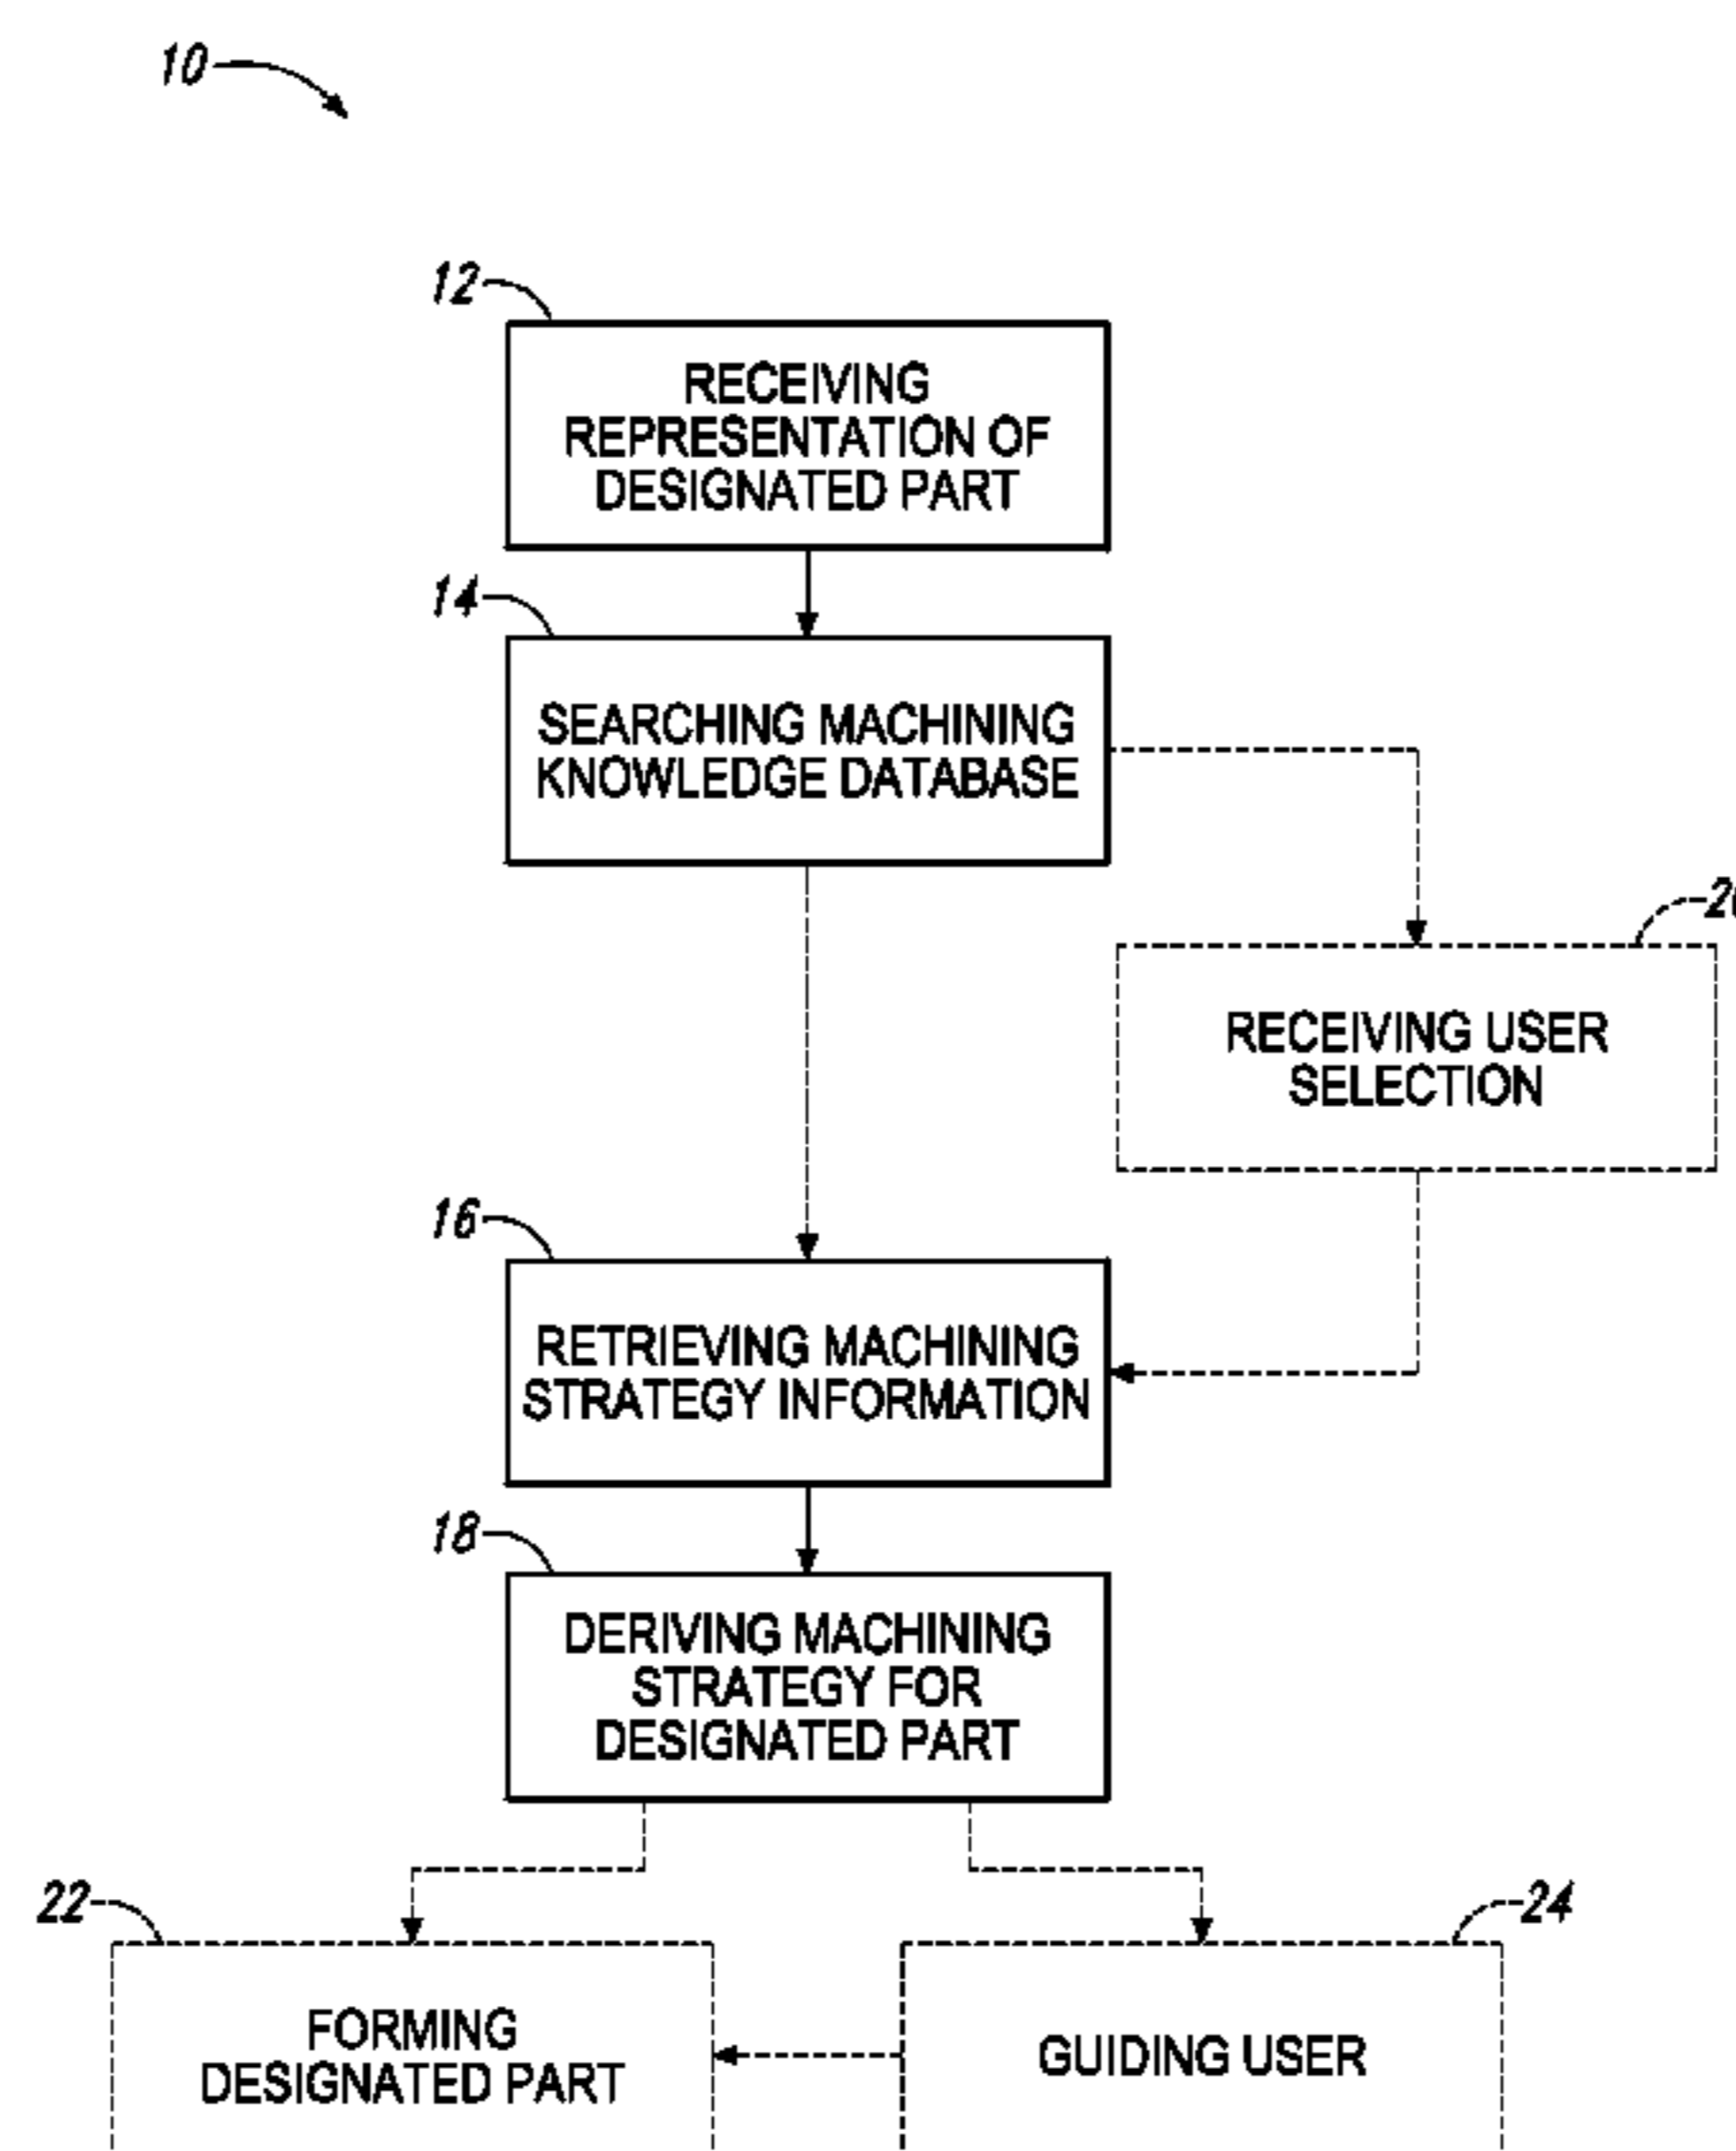 10
12
RECEIVING
REPRESENTATION OF
DESIGNATED PART
14
SEARCHING MACHINING
KNOWLEDGE DATABASE
RECEIVING USER
SELECTION
16
RETRIEVING MACHINING
STRATEGY INFORMATION
18
DERIVING MACHINING
STRATEGY FOR
DESIGNATED PART
22
FORMING
DESIGNATED PART
24
GUIDING USER